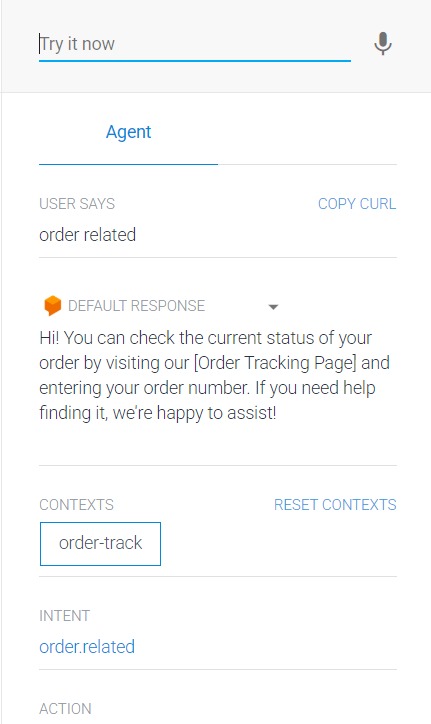 Try it now
Agent
USER SAYS COPY CURL
order related
DEFAULT RESPONSE
Hi! You can check the current status of your
order by visiting our [Order Tracking Page] and
entering your order number. If you need help
finding it, we're happy to assist!
CONTEXTS RESET CONTEXTS
order-track
INTENT
order.related
ACTION